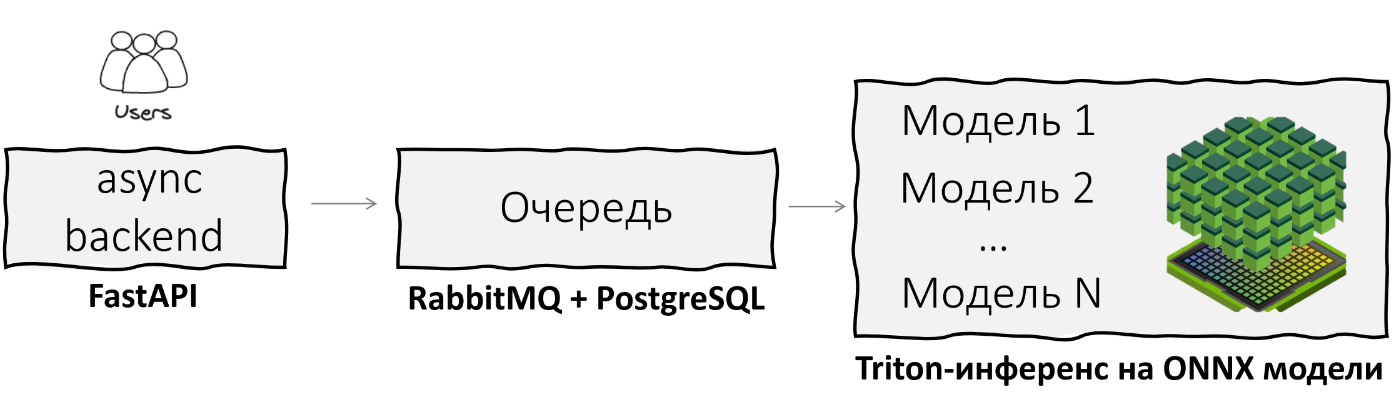 Users
async
backend
FastAPI
Очередь
RabbitMQ + PostgreSQL
Модель 1
Модель 2
...
Модель N
Triton-инференс на ONNX модели